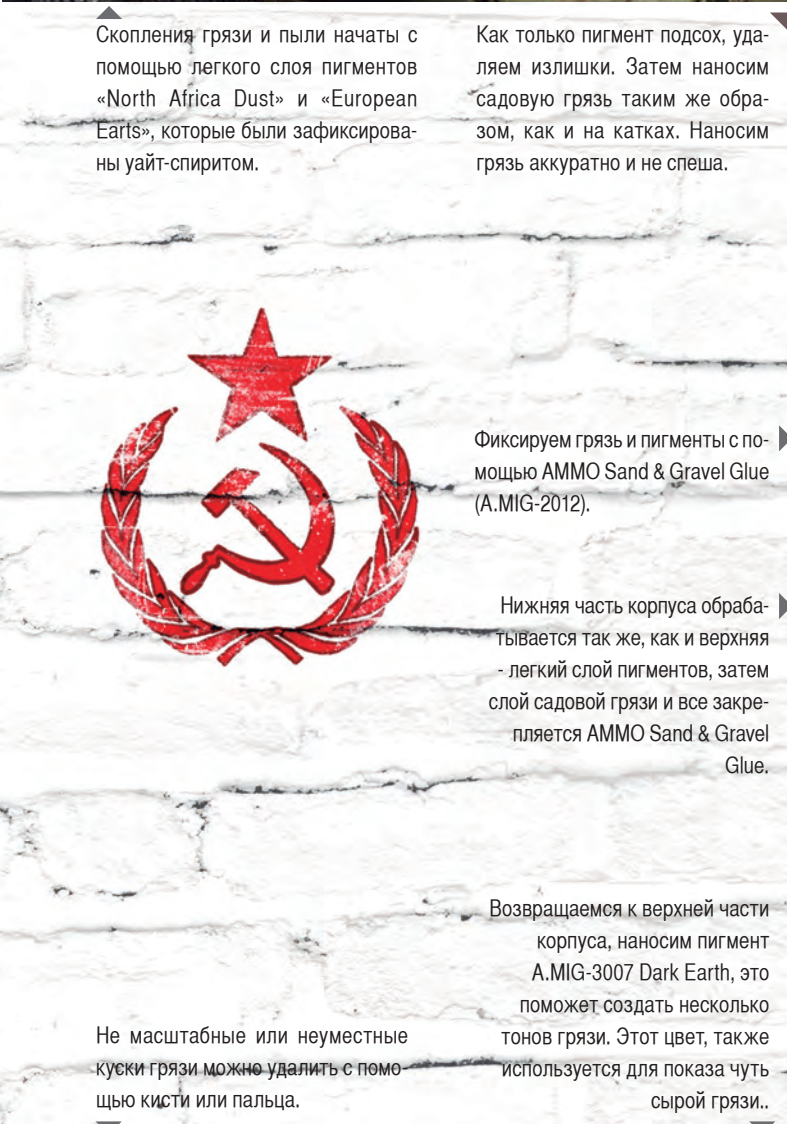 Скопления грязи и пыли начаты с
помощью легкого слоя пигментов
«North Africa Dust» и «European
Earts», которые были зафиксирова-
ны уайт-спиритом.
Как только пигмент подсох, уда-
ляем излишки. Затем наносим
садовую грязь таким же обра-
зом, как и на катках. Наносим
грязь аккуратно и не спеша.
Фиксируем грязь и пигменты с по-
мощью AMMO Sand & Gravel Glue
(A.MIG-2012).
Нижняя часть корпуса обраба-
тывается так же, как и верхняя
- легкий слой пигментов, затем
слой садовой грязи и все закре-
пляется AMMO Sand & Gravel
Glue.
Возвращаемся к верхней части
корпуса, наносим пигмент
A.MIG-3007 Dark Earth, это
поможет создать несколько
тонов грязи. Этот цвет, также
используется для показа чуть
сырой грязи..
Не масштабные или неуместные
куски грязи можно удалить с помо-
щью кисти или пальца.